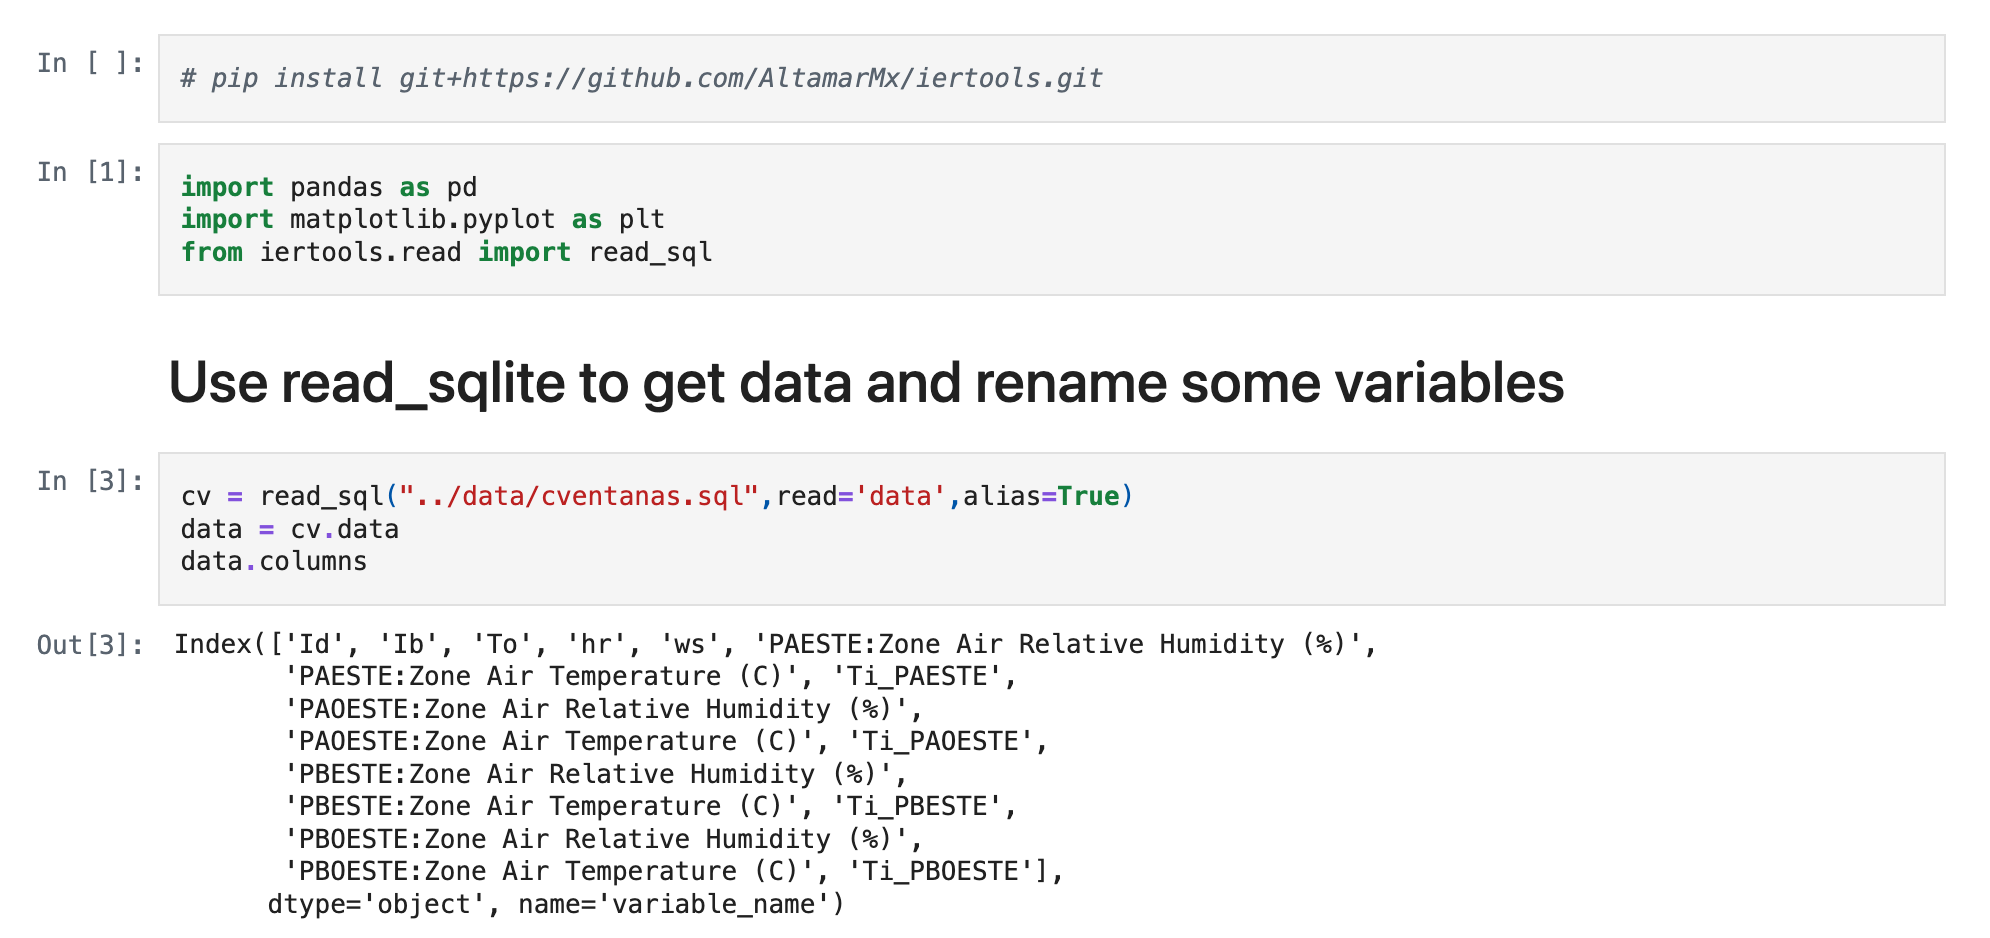 In [ ]:
# pip install git+https://github.com/AltamarMx/iertools.git
In [1]:
import pandas as pd
import matplotlib.pyplot as plt
from iertools.read import read_sql
Use read_sqlite to get data and rename some variables
In [3]:
cv = read_sql("../data/cventanas.sql",read='data',alias=True)
data = cv.data
data.columns
Out[3]:
Index(['Id', 'Ib', 'To', 'hr', 'ws', 'PAESTE:Zone Air Relative Humidity (%)',
'PAESTE:Zone Air Temperature (C)', 'Ti_PAESTE',
'PAOESTE:Zone Air Relative Humidity (%)',
'PAOESTE:Zone Air Temperature (C)', 'Ti_PAOESTE',
'PBESTE:Zone Air Relative Humidity (%)',
'PBESTE:Zone Air Temperature (C)', 'Ti_PBESTE',
'PBOESTE:Zone Air Relative Humidity (%)',
'PBOESTE:Zone Air Temperature (C)', 'Ti_PBOESTE'],
dtype='object', name='variable_name')